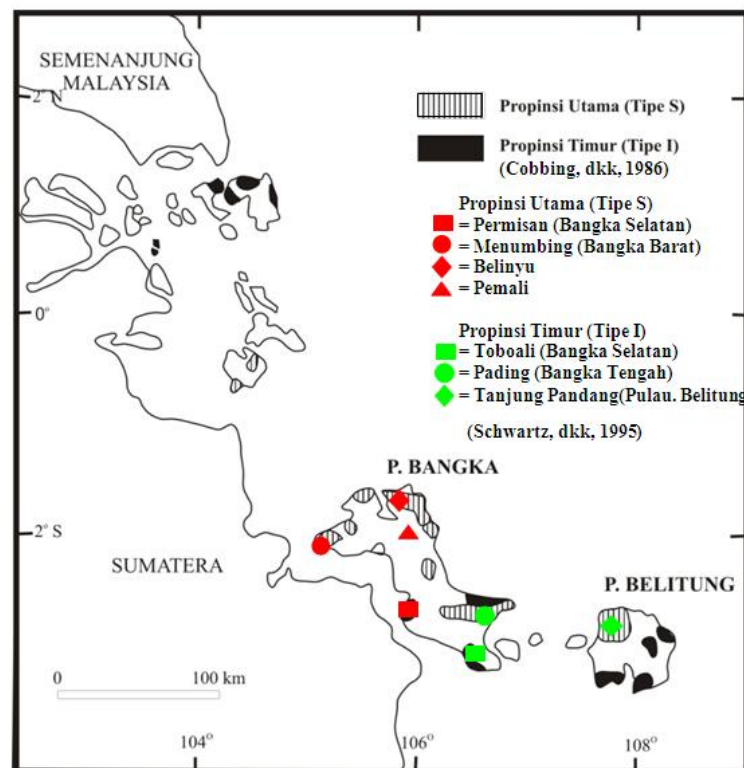 SEMENANJUNG
MALAYSIA
2° N
Propinsi Utama (Tipe S)
Propinsi Timur (Tipe I)
(Cobbing, dkk, 1986)
Propinsi Utama (Tipe S)
= Permisan (Bangka Selatan)
= Menumbing (Bangka Barat)
= Belinyu
= Pemali
0°
Propinsi Timur (Tipe I)
= Toboali (Bangka Selatan)
= Pading (Bangka Tengah)
= Tanjung Pandang(Pulau. Belitung
(Schwartz, dkk, 1995)
P. BANGKA
2° S
SUMATERA
P. BELITUNG
0 100 km
104° 106° 108°